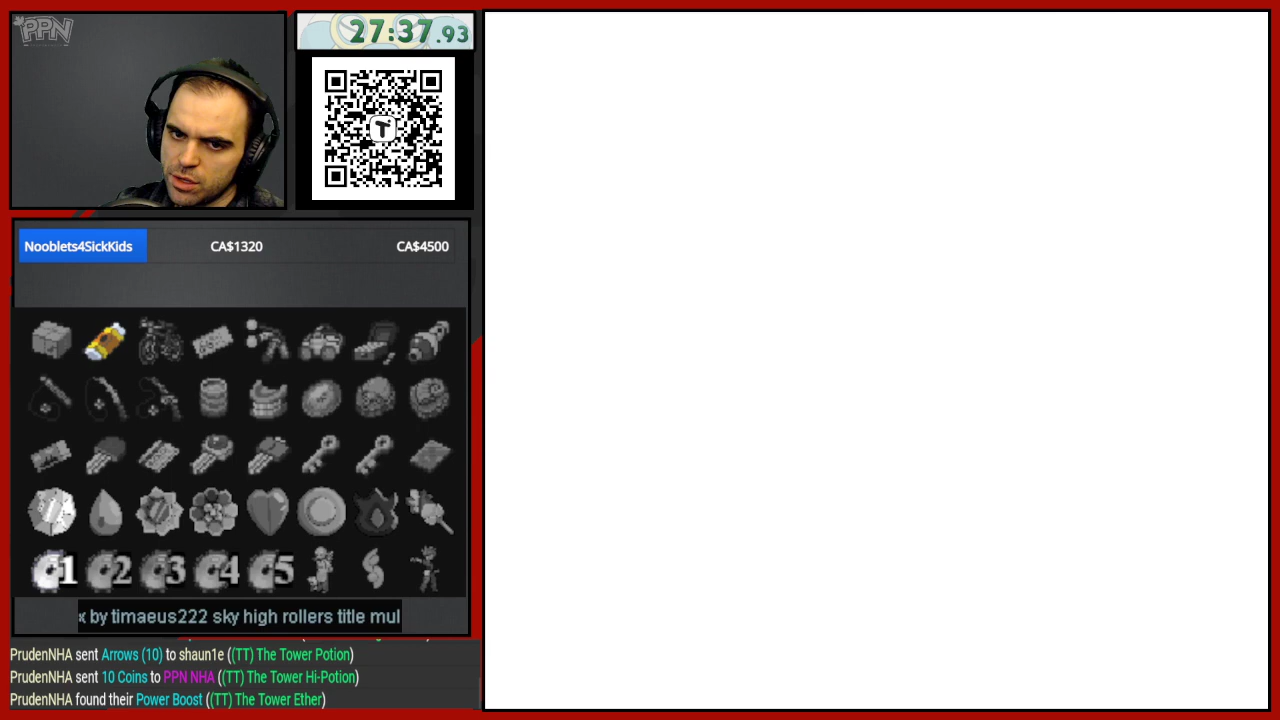 PPN
27:37.93
T
Nooblets4SickKids CA$1320 CA$4500
1 2 3 4 5
x by timaeus222 sky high rollers title mul
PrudenNHA sent Arrows (10) to shaun1e ((TT) The Tower Potion)
PrudenNHA sent 10 Coins to PPN NHA ((TT) The Tower Hi-Potion)
PrudenNHA found their Power Boost ((TT) The Tower Ether)